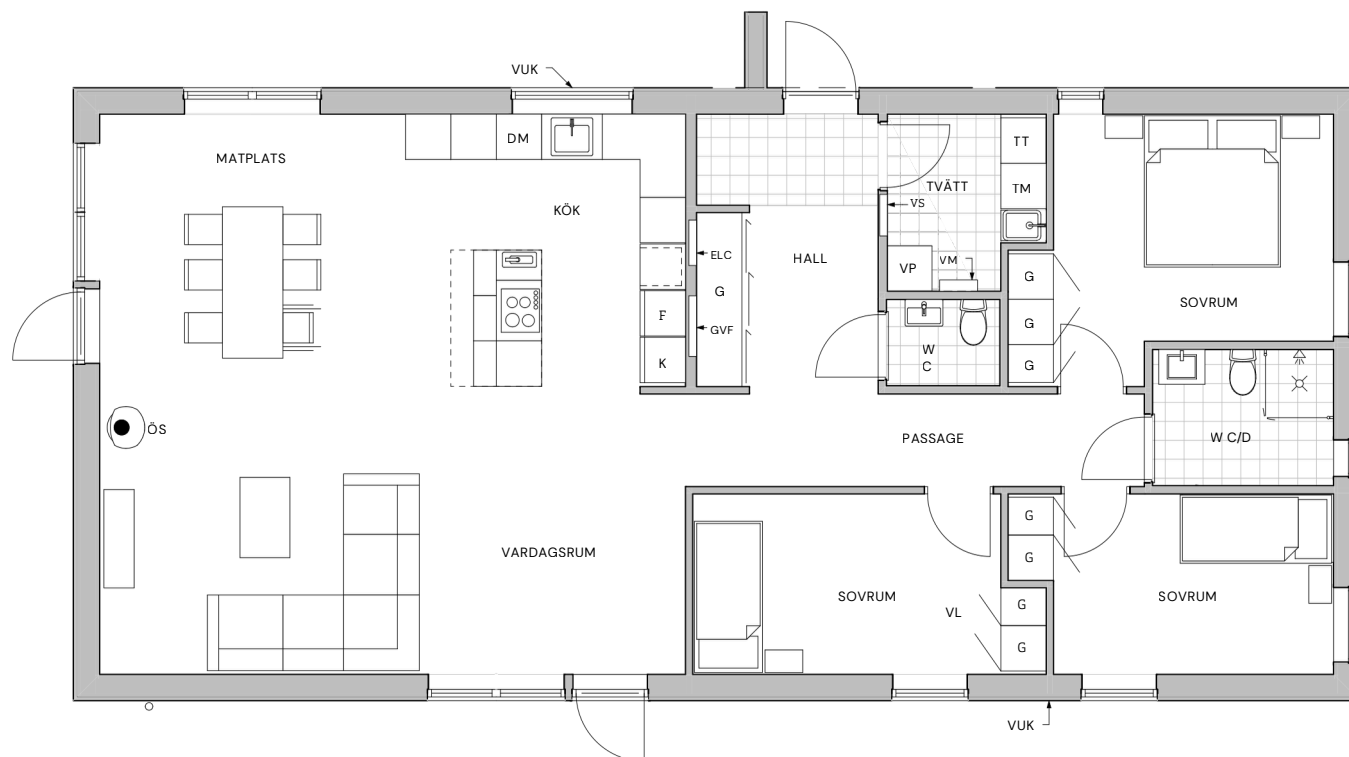 VUK
MATPLATS
DM
TT
TVÄTT
TM
KÖK
VS
ELC
HALL
VM
VP
G
G
SOVRUM
F
G
GVF
W
C
K
G
ÖS
PASSAGE
W C/D
G
VARDAGSRUM
G
SOVRUM
VL
G
SOVRUM
G
VUK